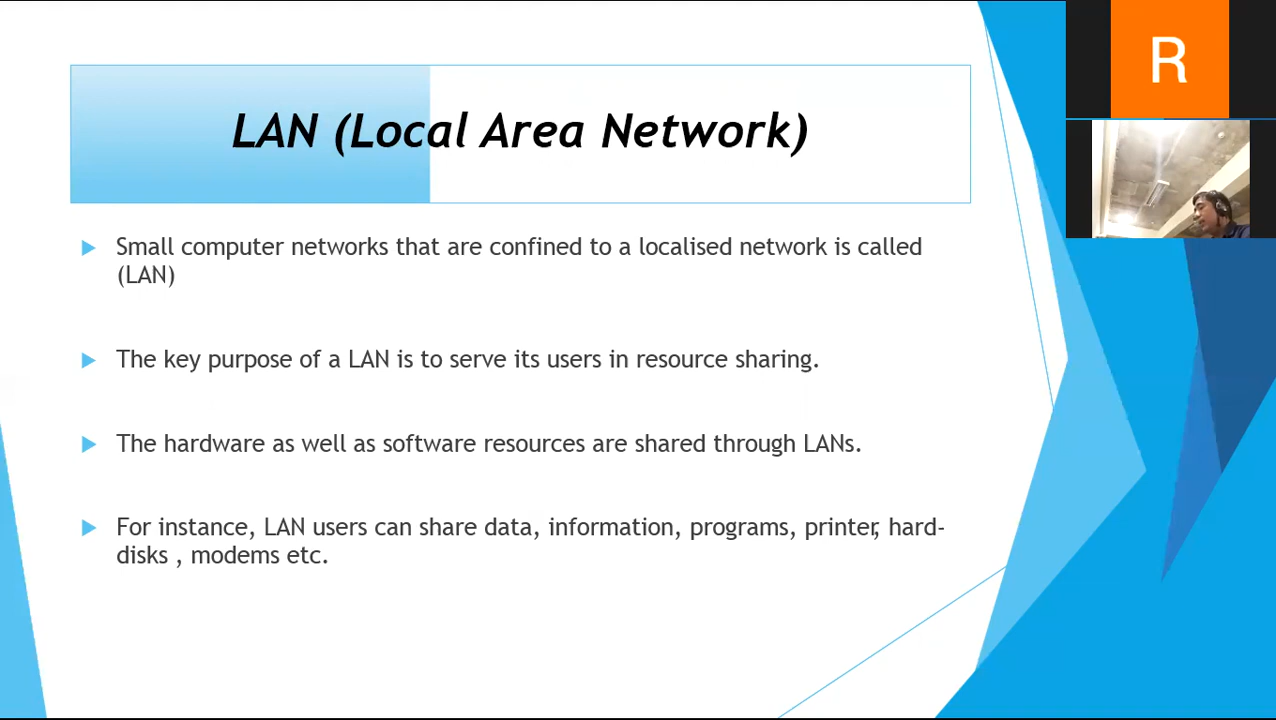 LAN (Local Area Network)
R
Small computer networks that are confined to a localised network is called
(LAN)
The key purpose of a LAN is to serve its users in resource sharing.
The hardware as well as software resources are shared through LANs.
For instance, LAN users can share data, information, programs, printer, hard-
disks , modems etc.